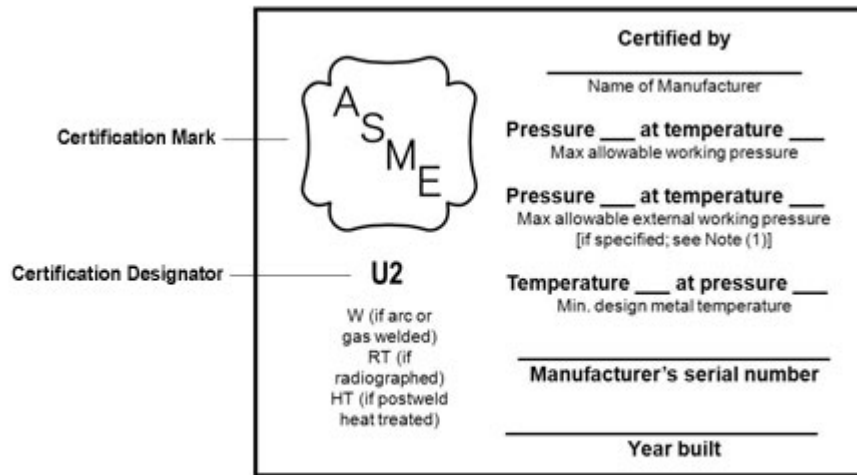 Certification Mark
Certification Designator
A
S
M
E
U2
W (if arc or
gas welded)
RT (if
radiographed)
HT (if postweld
heat treated)
Certified by
Name of Manufacturer
Pressure ___ at temperature ___
Max allowable working pressure
Pressure ___ at temperature ___
Max allowable external working pressure
[if specified; see Note (1)]
Temperature ___ at pressure ___
Min. design metal temperature
Manufacturer's serial number
Year built